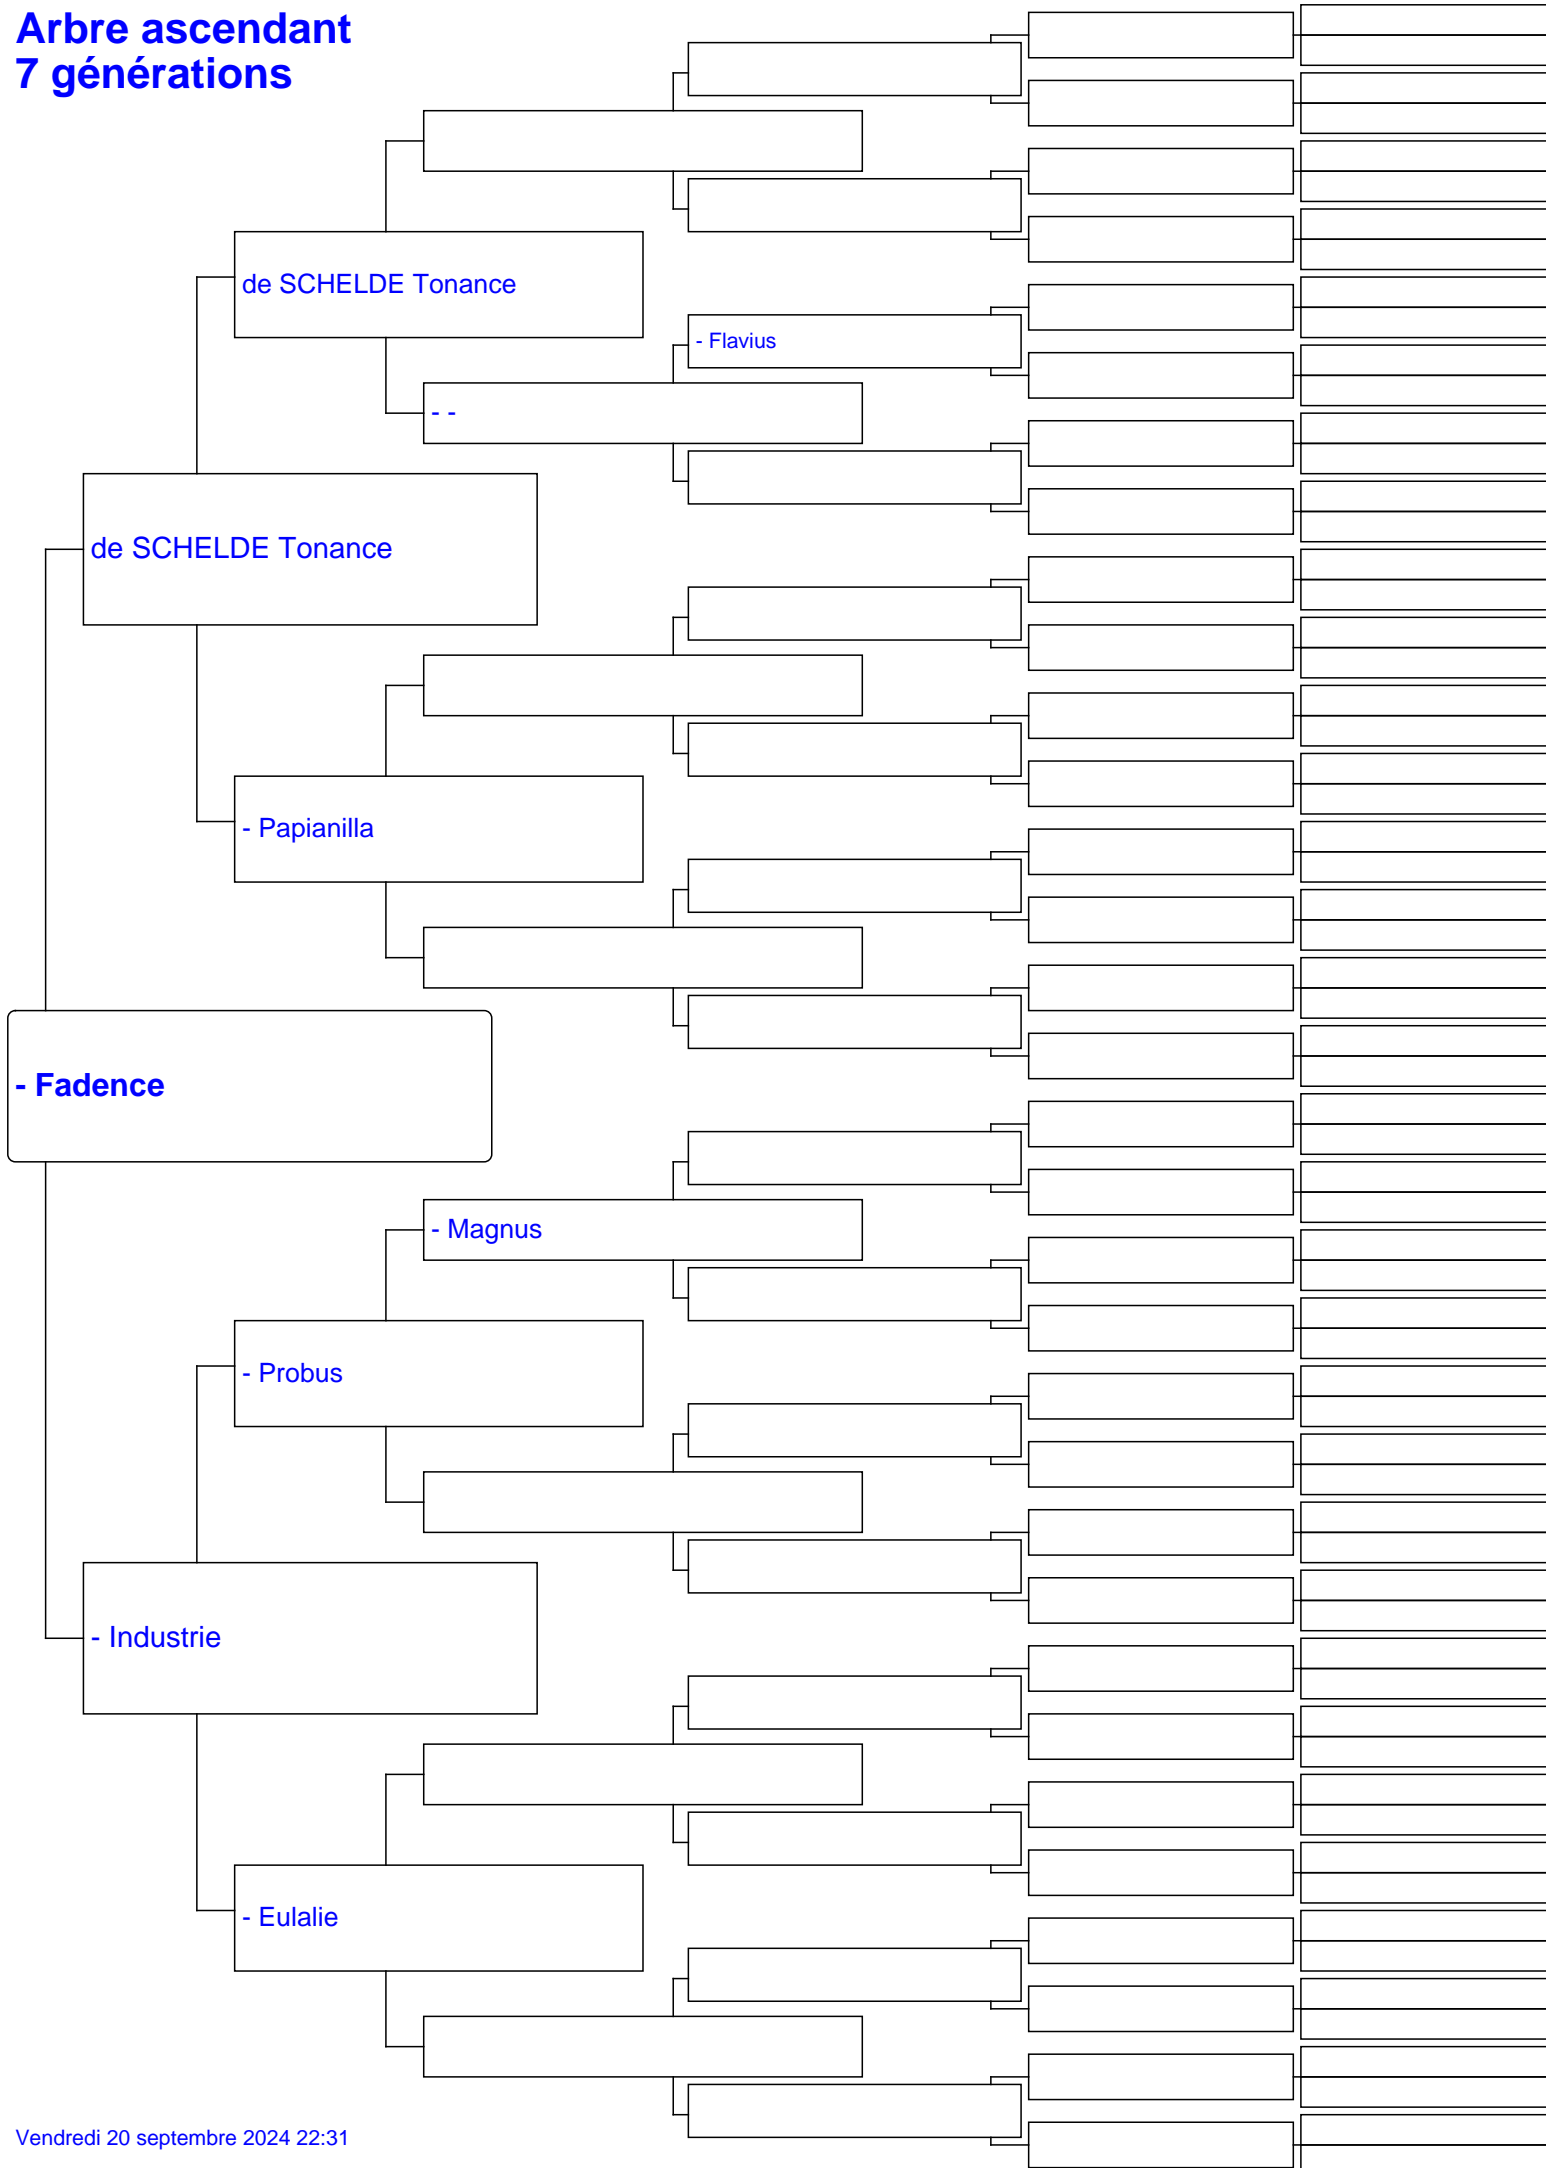 Arbre ascendant
7 générations
de SCHELDE Tonance
- Flavius
- -
de SCHELDE Tonance
- Papianilla
- Fadence
- Magnus
- Probus
- Industrie
- Eulalie
Vendredi 20 septembre 2024 22:31